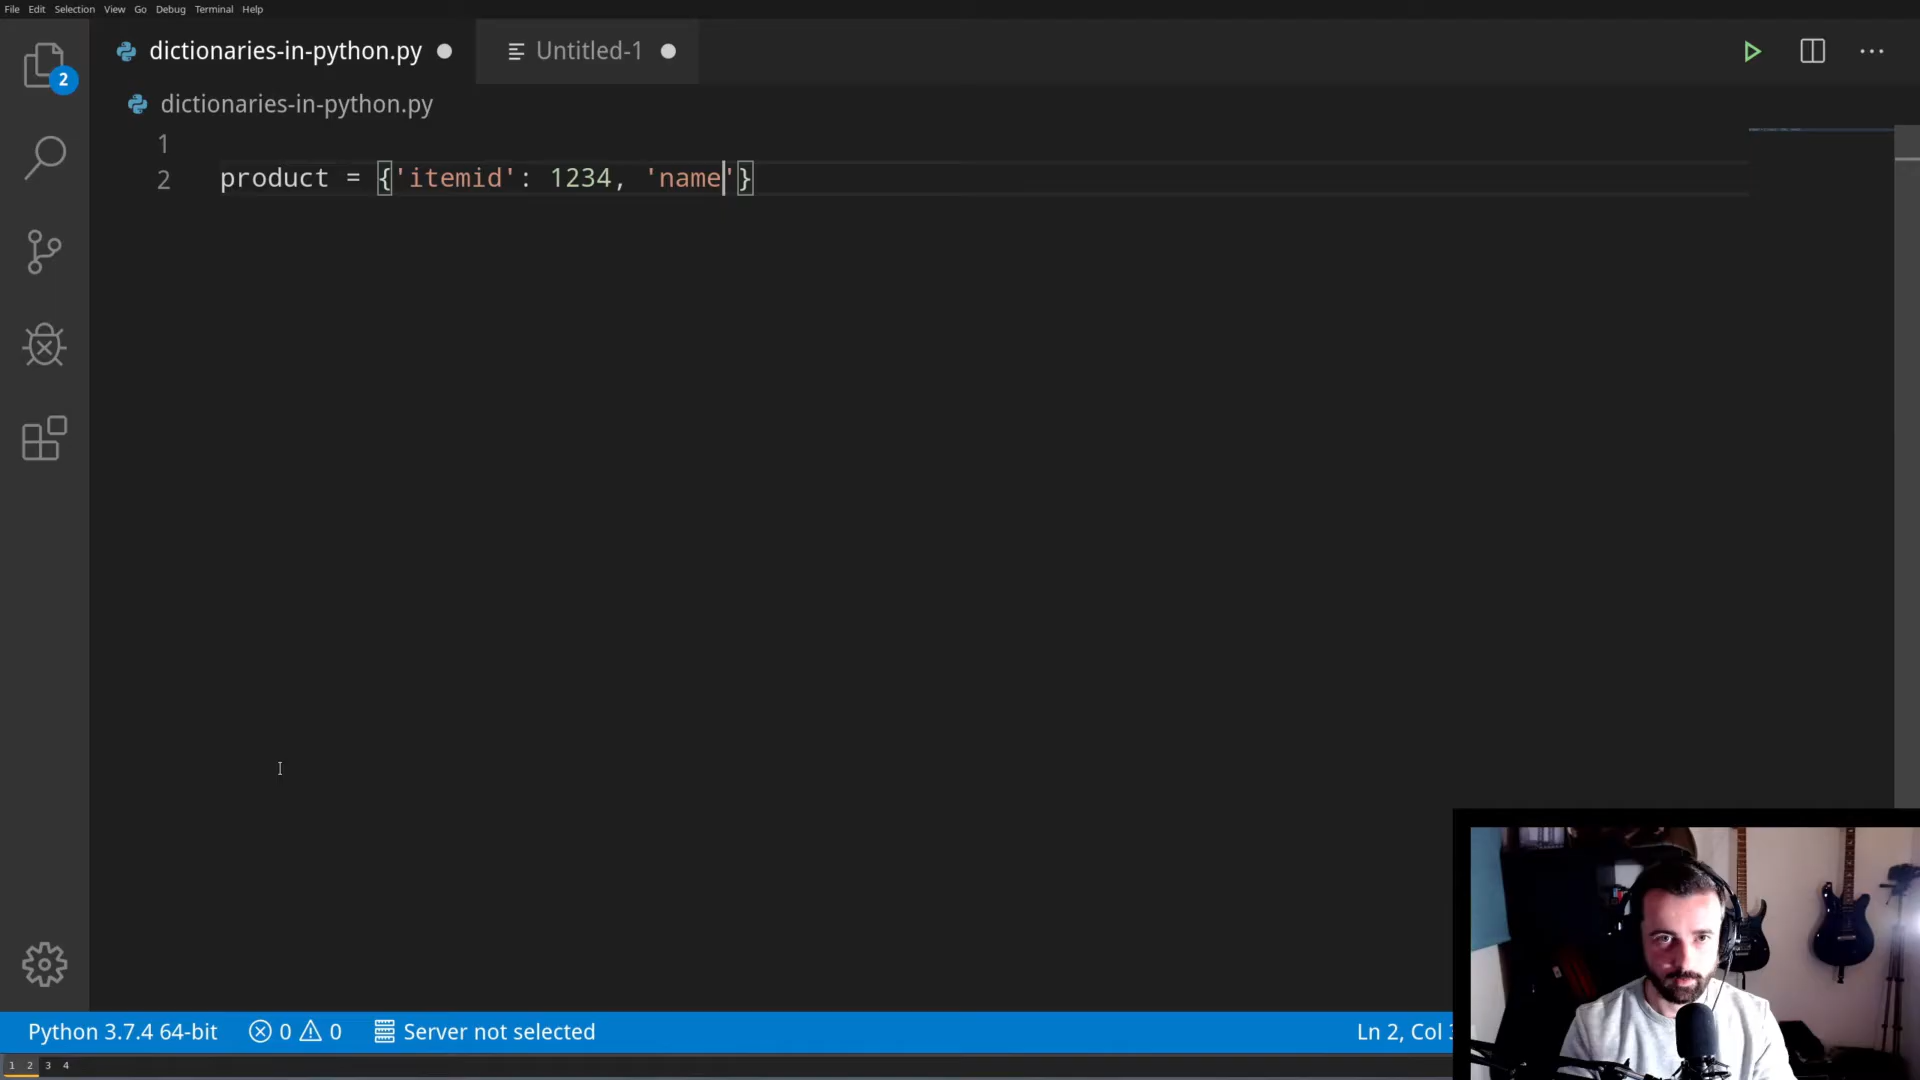 File Edit Selection View Go Debug Terminal Help
dictionaries-in-python.py
Untitled-1
2
dictionaries-in-python.py
1
2 product = {'itemid': 1234, 'name'}
Python 3.7.4 64-bit 0 0 Server not selected Ln 2, Col
1 2 3 4